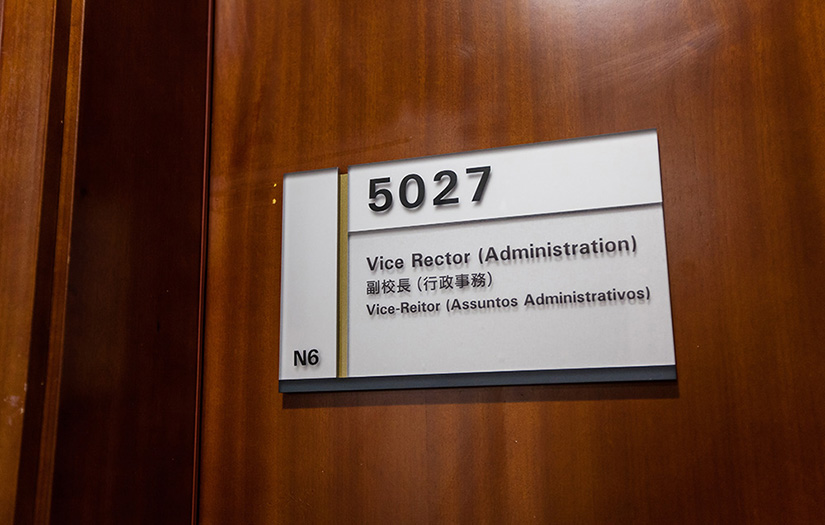 5027
Vice Rector (Administration)
副校長 (行政事務)
Vice-Reitor (Assuntos Administrativos)
N6